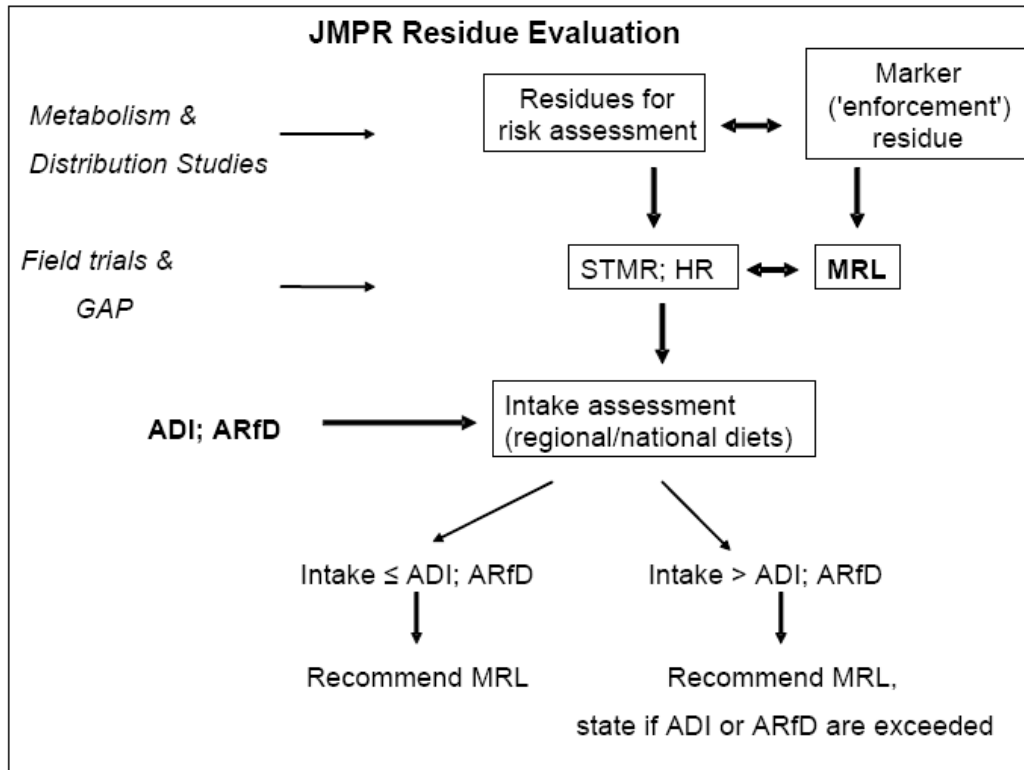 JMPR Residue Evaluation
Metabolism &
Distribution Studies
Residues for
risk assessment
Marker
('enforcement')
residue
Field trials &
GAP
STMR; HR
MRL
ADI; ARfD
Intake assessment
(regional/national diets)
Intake ≤ ADI; ARfD
Intake > ADI; ARfD
Recommend MRL
Recommend MRL,
state if ADI or ARfD are exceeded